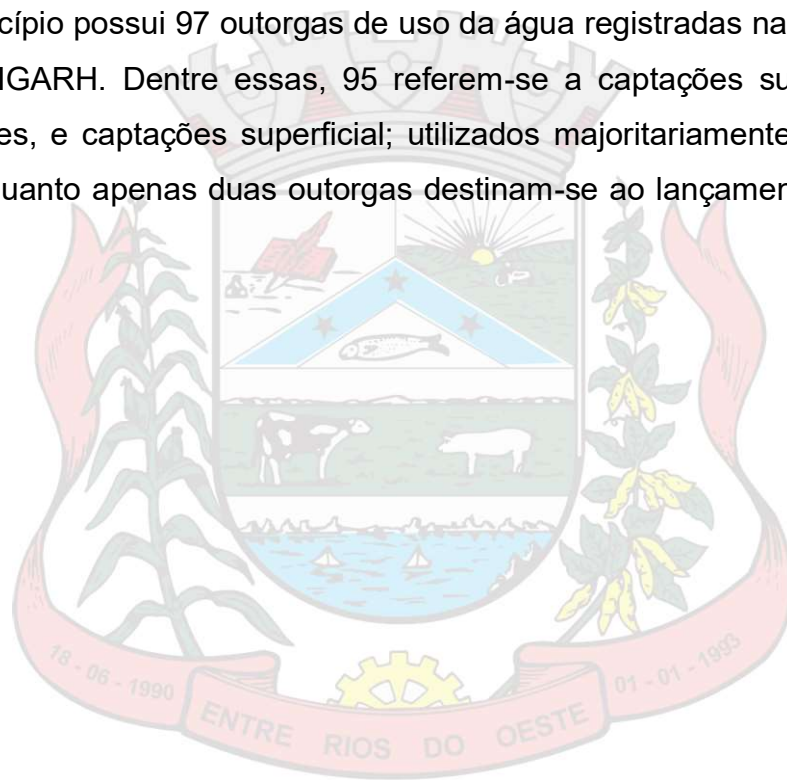 cípio possui 97 outorgas de uso da água registradas na
IGARH. Dentre essas, 95 referem-se a captações su
es, e captações superficial; utilizados majoritariamente
quanto apenas duas outorgas destinam-se ao lançamen
18 - 06 - 1990
ENTRE RIOS DO OESTE
01 - 01 - 1993